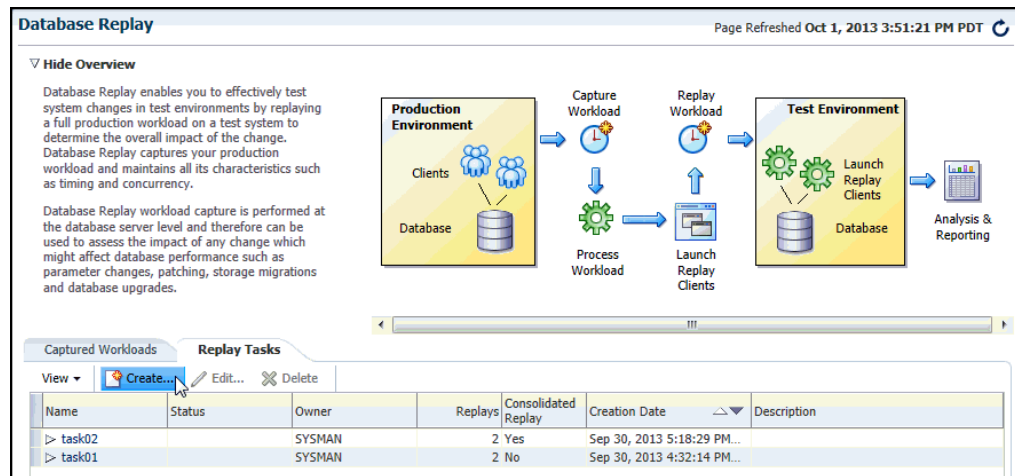 Database Replay
Page Refreshed Oct 1, 2013 3:51:21 PM PDT
Hide Overview
Database Replay enables you to effectively test
system changes in test environments by replaying
a full production workload on a test system to
determine the overall impact of the change.
Database Replay captures your production
workload and maintains all its characteristics such
as timing and concurrency.
Database Replay workload capture is performed at
the database server level and therefore can be
used to assess the impact of any change which
might affect database performance such as
parameter changes, patching, storage migrations
and database upgrades.
Production
Environment
Clients
Database
Capture
Workload
Process
Workload
Replay
Workload
Launch
Replay
Clients
Test Environment
Launch
Replay
Clients
Database
Analysis &
Reporting
Captured Workloads
Replay Tasks
View
Create...
Edit...
Delete
Name Status Owner Replays Consolidated Replay Creation Date Description
task02 SYSMAN 2 Yes Sep 30, 2013 5:18:29 PM...
task01 SYSMAN 2 No Sep 30, 2013 4:32:14 PM...